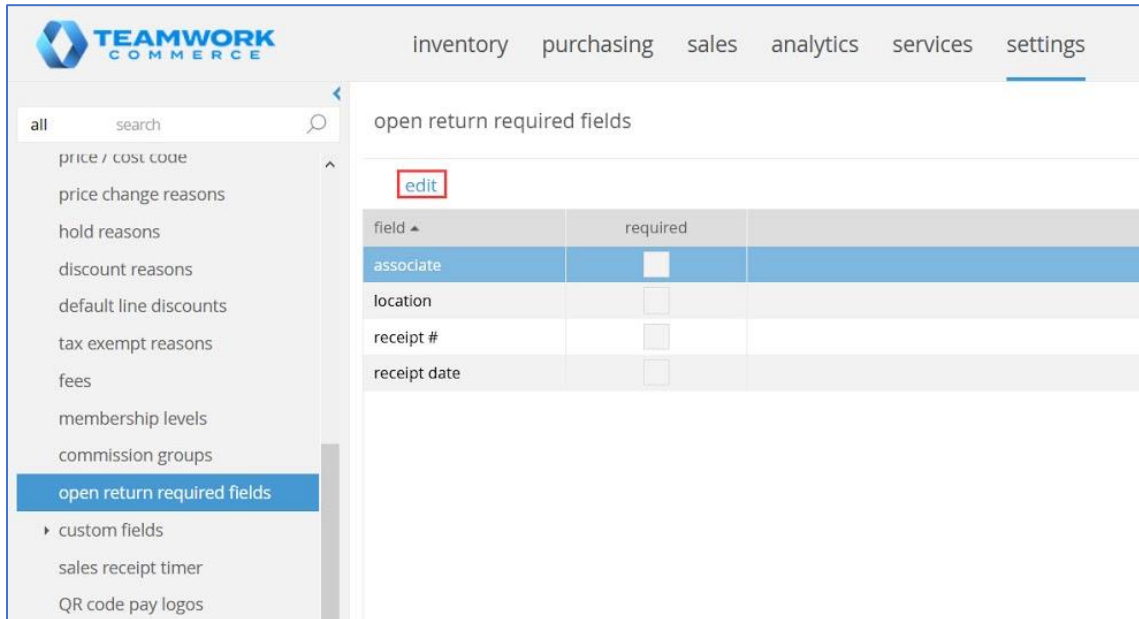 TEAMWORK
COMMERCE
inventory purchasing sales analytics services settings
all search
price / cost code
price change reasons
hold reasons
discount reasons
default line discounts
tax exempt reasons
fees
membership levels
commission groups
open return required fields
custom fields
sales receipt timer
QR code pay logos
open return required fields
edit
field required
associate
location
receipt #
receipt date